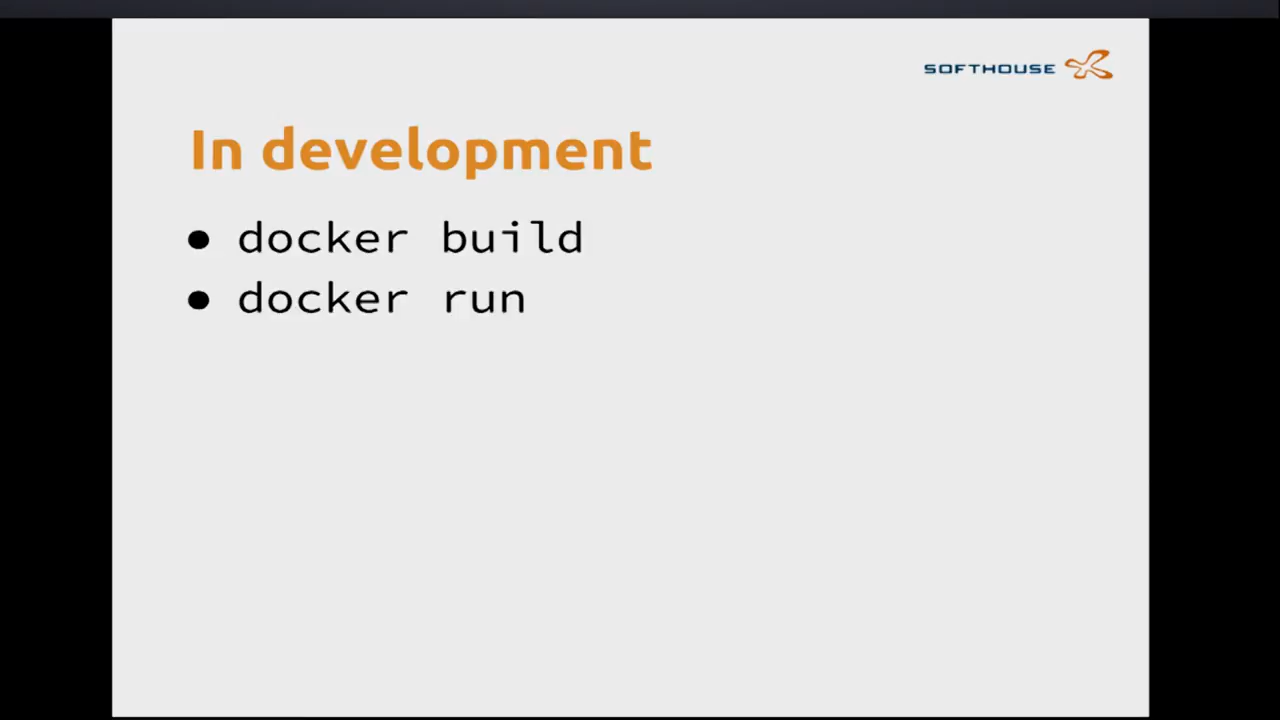 SOFTHOUSE
In development
● docker build
● docker run